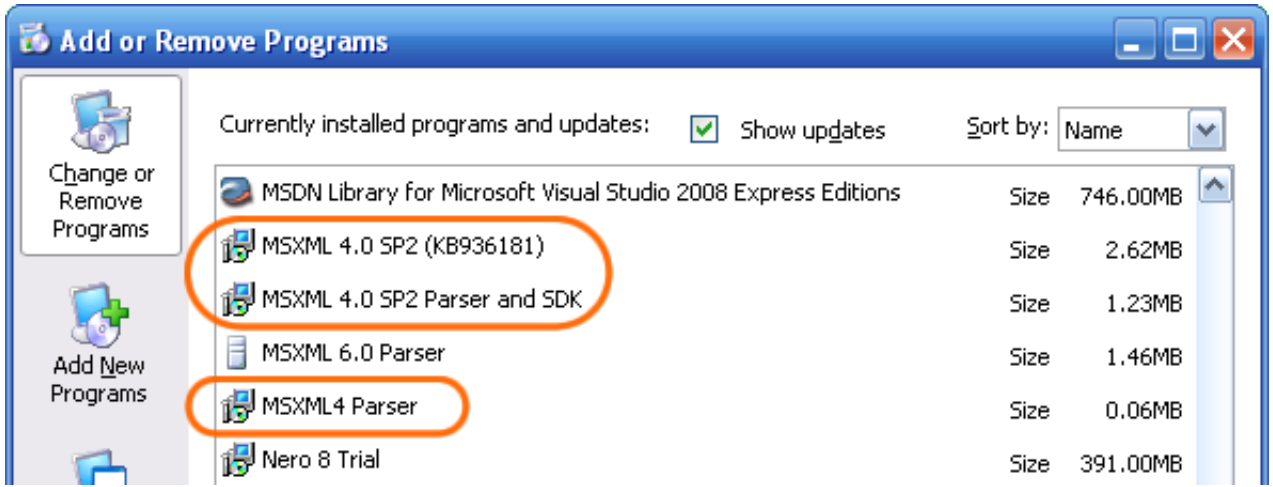 Add or Remove Programs
Currently installed programs and updates: Show updates Sort by: Name
Change or
Remove
Programs
MSDN Library for Microsoft Visual Studio 2008 Express Editions Size 746.00MB
MSXML 4.0 SP2 (KB936181) Size 2.62MB
MSXML 4.0 SP2 Parser and SDK Size 1.23MB
Add New
Programs
MSXML 6.0 Parser Size 1.46MB
MSXML4 Parser Size 0.06MB
Nero 8 Trial Size 391.00MB